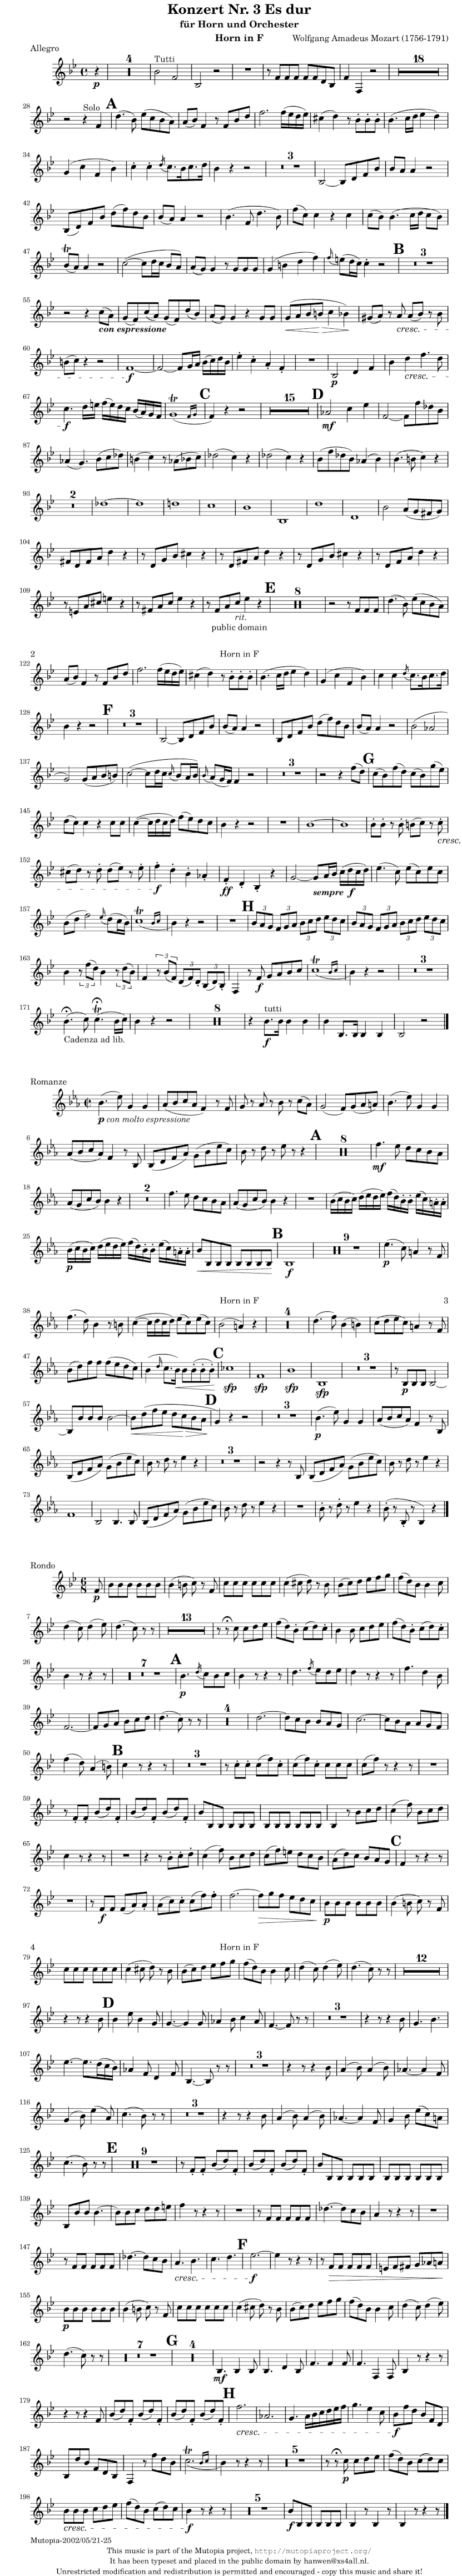 Konzert Nr. 3 Es dur
für Horn und Orchester
Horn in F
Wolfgang Amadeus Mozart (1756-1791)
Allegro
4
Tutti
18
p
28
Solo
A
34
3
42
47
B
3
55
con espressione
cresc.
60
f
p
cresc.
67
f
C
15
D
mf
87
93
2
104
109
rit.
E
8
public domain
2
Horn in F
122
128
F
3
137
3
G
145
cresc.
152
f
ff
sempre f
157
H
3 3 3 3 3 3 3 3
163
3 3 3 3 3
f
3
171
Cadenza ad lib.
8
tutti
f
Romanze
p con molto espressione
6
A
8
mf
18
2
25
p
B
9
f
p
Horn in F
3
38
4
47
C
sfp sfp sfp sfp
3
p
57
D
3
p
65
3
73
Rondo
p
7
13
26
7
A
p
39
4
50
B
3
59
65
C
72
f
p
4
Horn in F
79
12
97
D
3
107
3
116
3
125
E
9
139
147
cresc.
F
f
155
p
162
7
G
4
mf
179
H
cresc.
f
187
5
p
198
cresc.
f
5
f
Mutopia-2002/05/21-25
This music is part of the Mutopia project, http://mutopiaproject.org/
It has been typeset and placed in the public domain by hanwen@xs4all.nl.
Unrestricted modification and redistribution is permitted and encouraged - copy this music and share it!